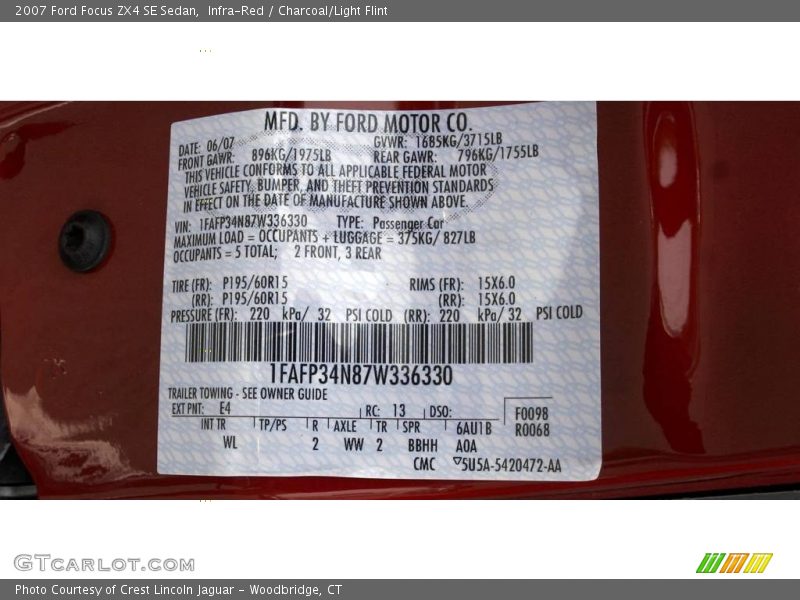 2007 Ford Focus ZX4 SE Sedan,  Infra-Red / Charcoal/Light Flint
MFD. BY FORD MOTOR CO.
DATE: 06/07 GVWR: 1685KG/3715LB
FRONT GAWR: 896KG/1975LB REAR GAWR: 796KG/1755LB
THIS VEHICLE CONFORMS TO ALL APPLICABLE FEDERAL MOTOR
VEHICLE SAFETY, BUMPER, AND THEFT PREVENTION STANDARDS
IN EFFECT ON THE DATE OF MANUFACTURE SHOWN ABOVE.
VIN: 1FAFP34N87W336330 TYPE: Passenger Car
MAXIMUM LOAD = OCCUPANTS + LUGGAGE = 375KG/ 827LB
OCCUPANTS = 5 TOTAL; 2 FRONT, 3 REAR
TIRE (FR): P195/60R15 RIMS (FR): 15X6.0
(RR): P195/60R15 (RR): 15X6.0
PRESSURE (FR): 220 kPa/ 32 PSI COLD (RR): 220 kPa/ 32 PSI COLD
1FAFP34N87W336330
TRAILER TOWING - SEE OWNER GUIDE
EXT PNT: E4 RC: 13 DSO: F0098
INT TR TP/PS R AXLE TR SPR 6AU1B R0068
WL 2 WW 2 BBHH A0A
CMC 5U5A-5420472-AA
GTCARLOT.COM
Photo Courtesy of Crest Lincoln Jaguar - Woodbridge, CT